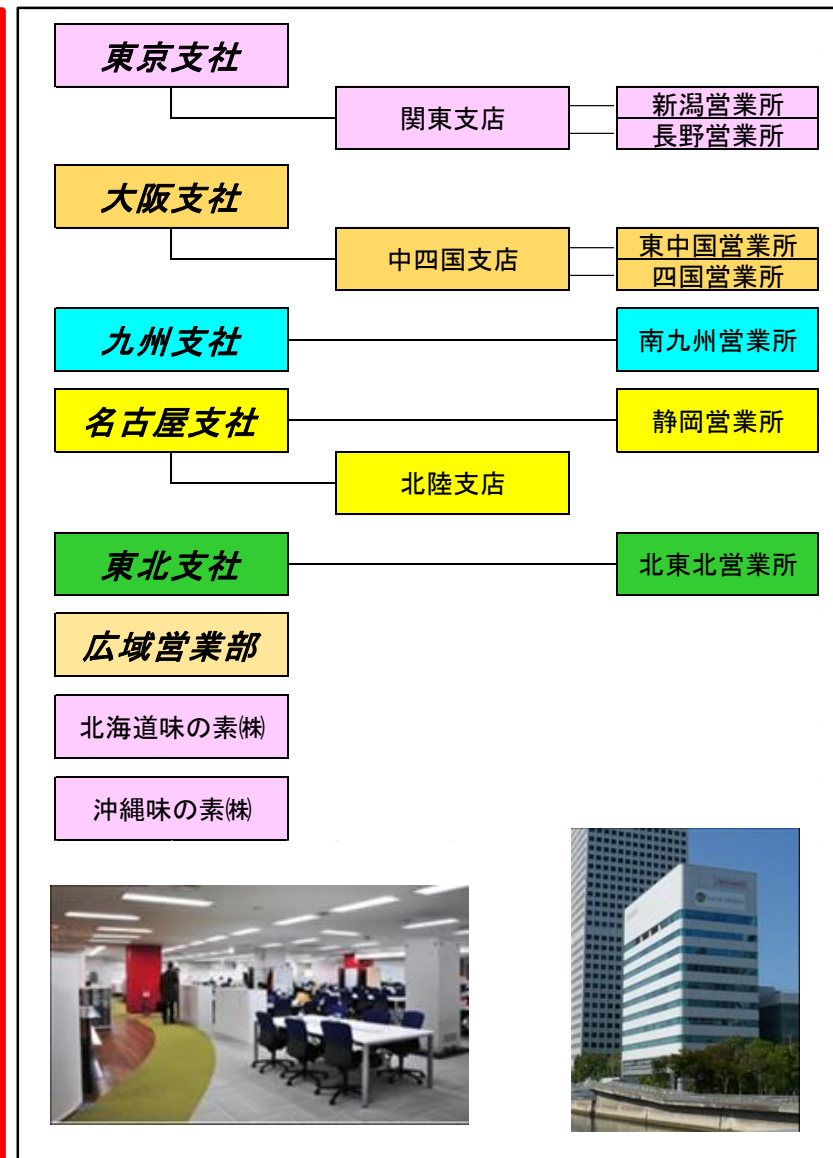 東京支社
関東支店
新潟営業所
長野営業所
大阪支社
中四国支店
東中国営業所
四国営業所
九州支社
南九州営業所
名古屋支社
静岡営業所
北陸支店
東北支社
北東北営業所
広域営業部
北海道味の素㈱
沖縄味の素㈱